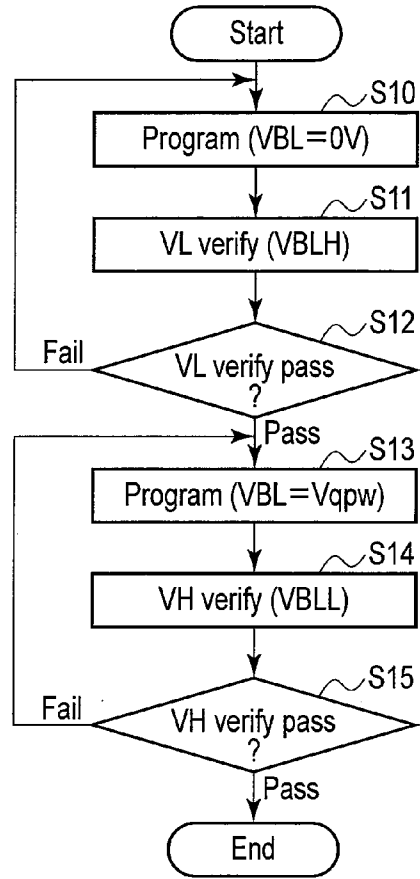 Start
S10
Program (VBL=0V)
S11
VL verify (VBLH)
S12
Fail
VL verify pass
?
Pass
S13
Program (VBL=Vqpw)
S14
VH verify (VBLL)
S15
Fail
VH verify pass
?
Pass
End